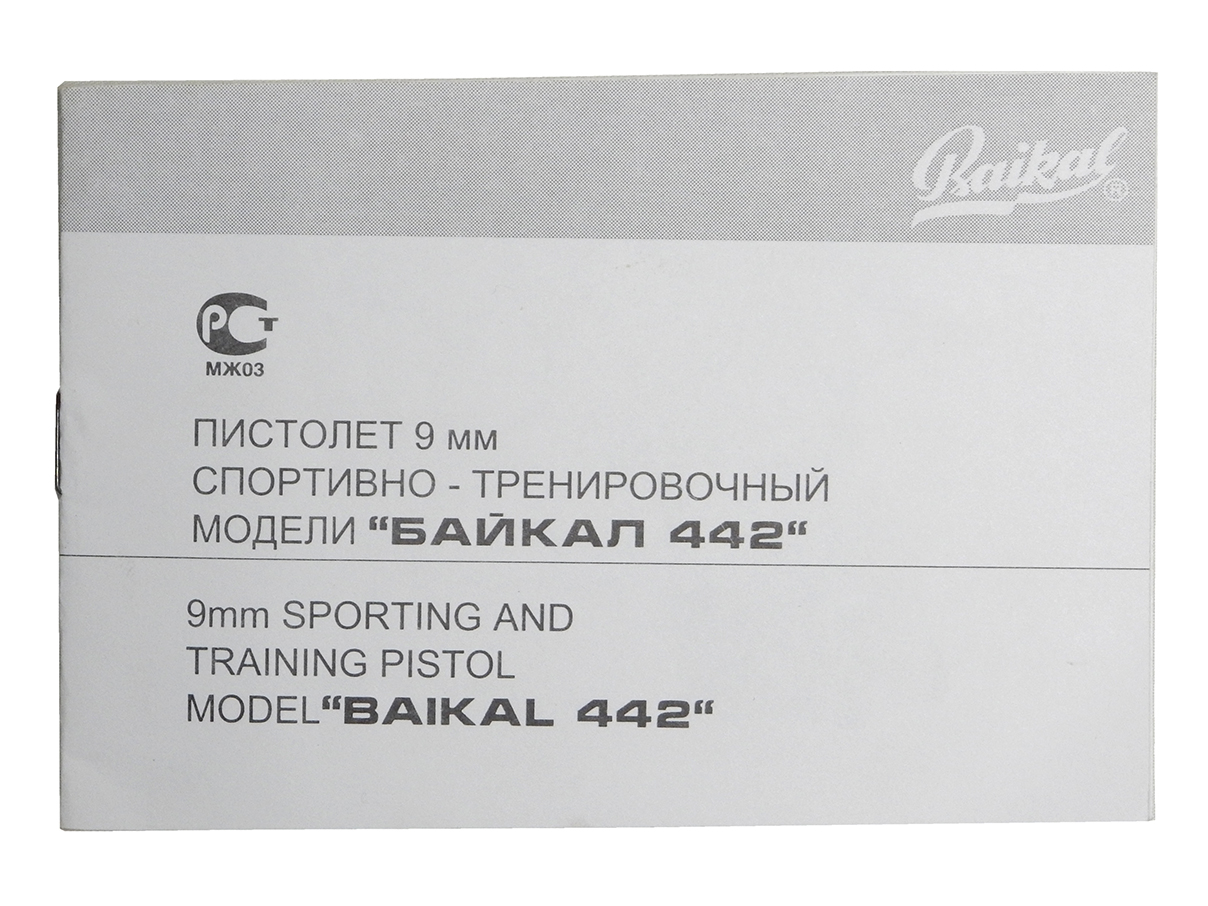 Baikal ®
РСТ
МЖ03
ПИСТОЛЕТ 9 мм
СПОРТИВНО - ТРЕНИРОВОЧНЫЙ
МОДЕЛИ “БАЙКАЛ 442“
9mm SPORTING AND
TRAINING PISTOL
MODEL“BAIKAL 442“